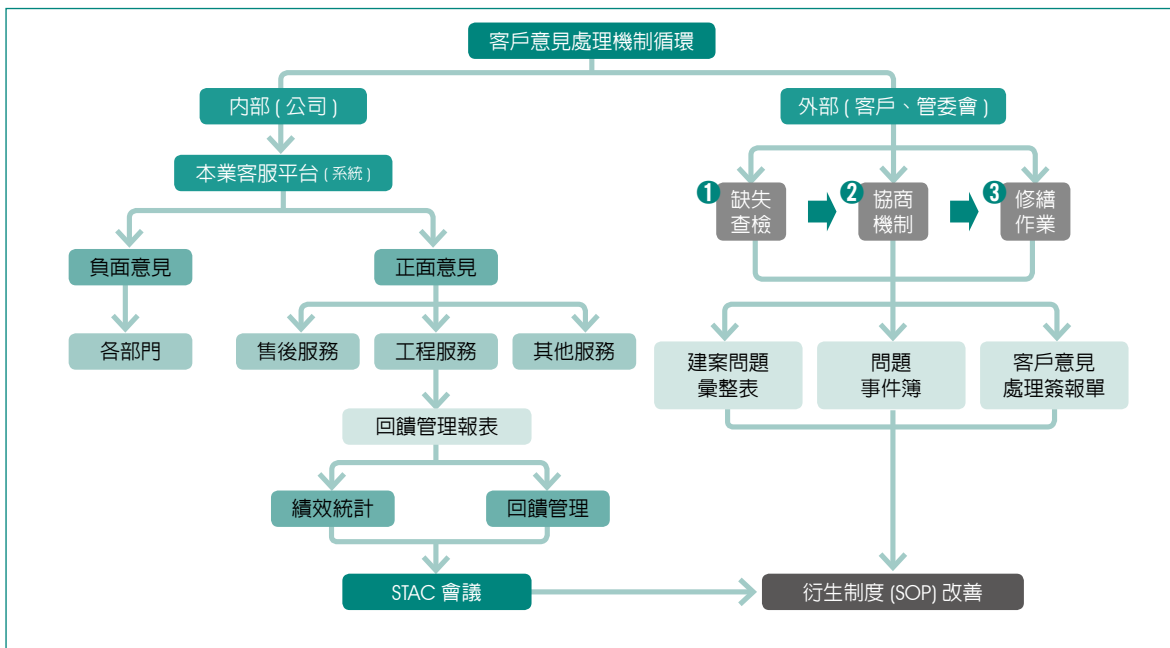 客戶意見處理機制循環
內部 ( 公司 )
外部 ( 客戶、管委會 )
本業客服平台 ( 系統 )
1
缺失
查檢
2
協商
機制
3
修繕
作業
負面意見
正面意見
各部門
售後服務
工程服務
其他服務
建案問題
彙整表
問題
事件簿
客戶意見
處理簽報單
回饋管理報表
績效統計
回饋管理
STAC 會議
衍生制度 (SOP) 改善